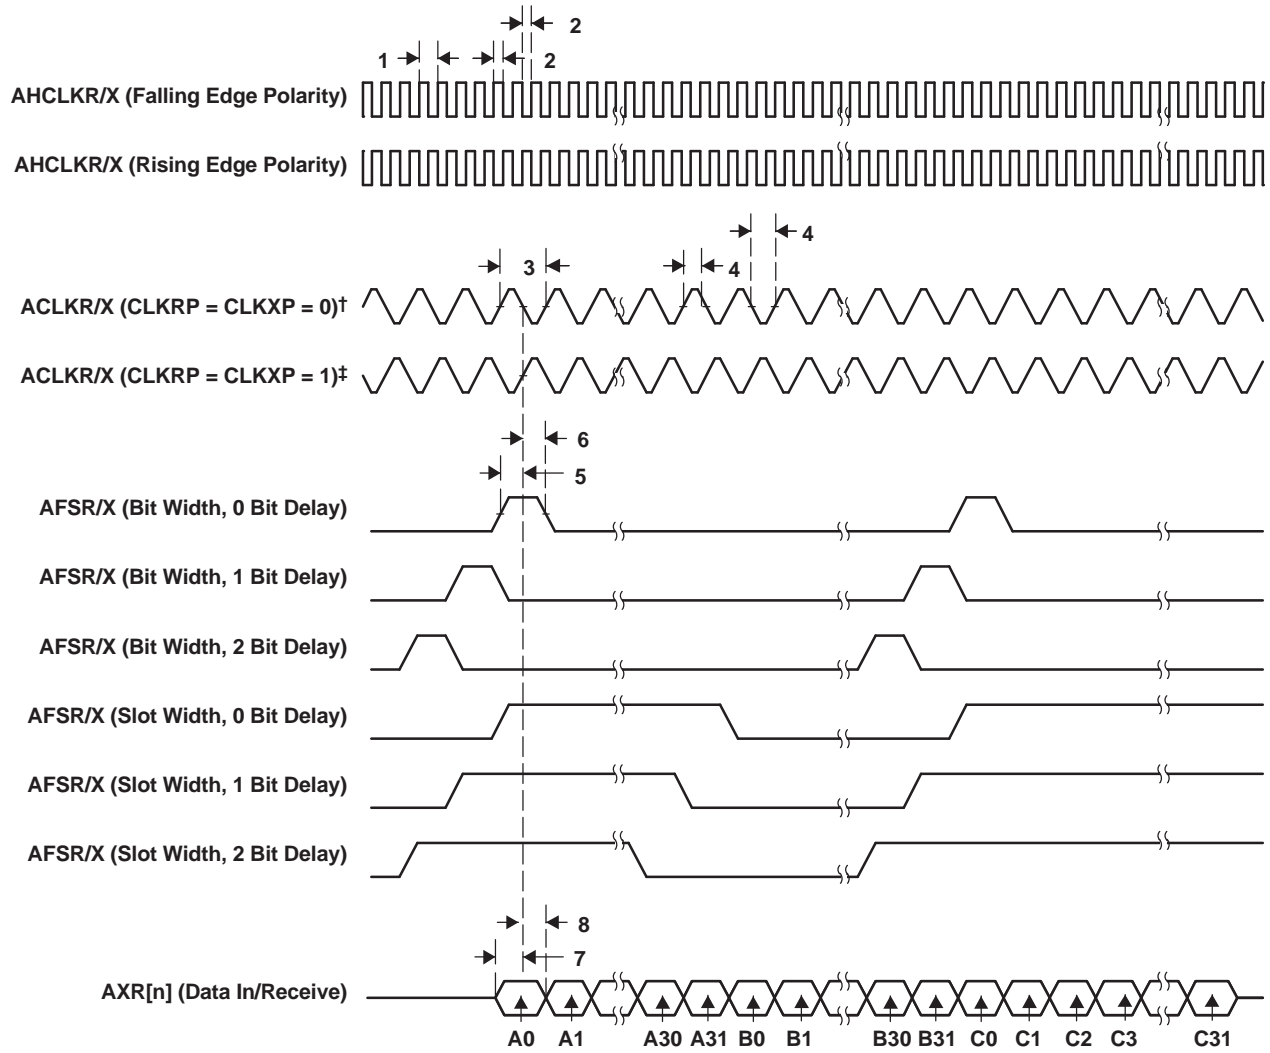 2
1
2
AHCLKR/X (Falling Edge Polarity)
AHCLKR/X (Rising Edge Polarity)
4
3
4
ACLKR/X (CLKRP = CLKXP = 0)†
ACLKR/X (CLKRP = CLKXP = 1)‡
6
5
AFSR/X (Bit Width, 0 Bit Delay)
AFSR/X (Bit Width, 1 Bit Delay)
AFSR/X (Bit Width, 2 Bit Delay)
AFSR/X (Slot Width, 0 Bit Delay)
AFSR/X (Slot Width, 1 Bit Delay)
AFSR/X (Slot Width, 2 Bit Delay)
8
7
AXR[n] (Data In/Receive)
A0 A1 A30 A31 B0 B1 B30 B31 C0 C1 C2 C3 C31